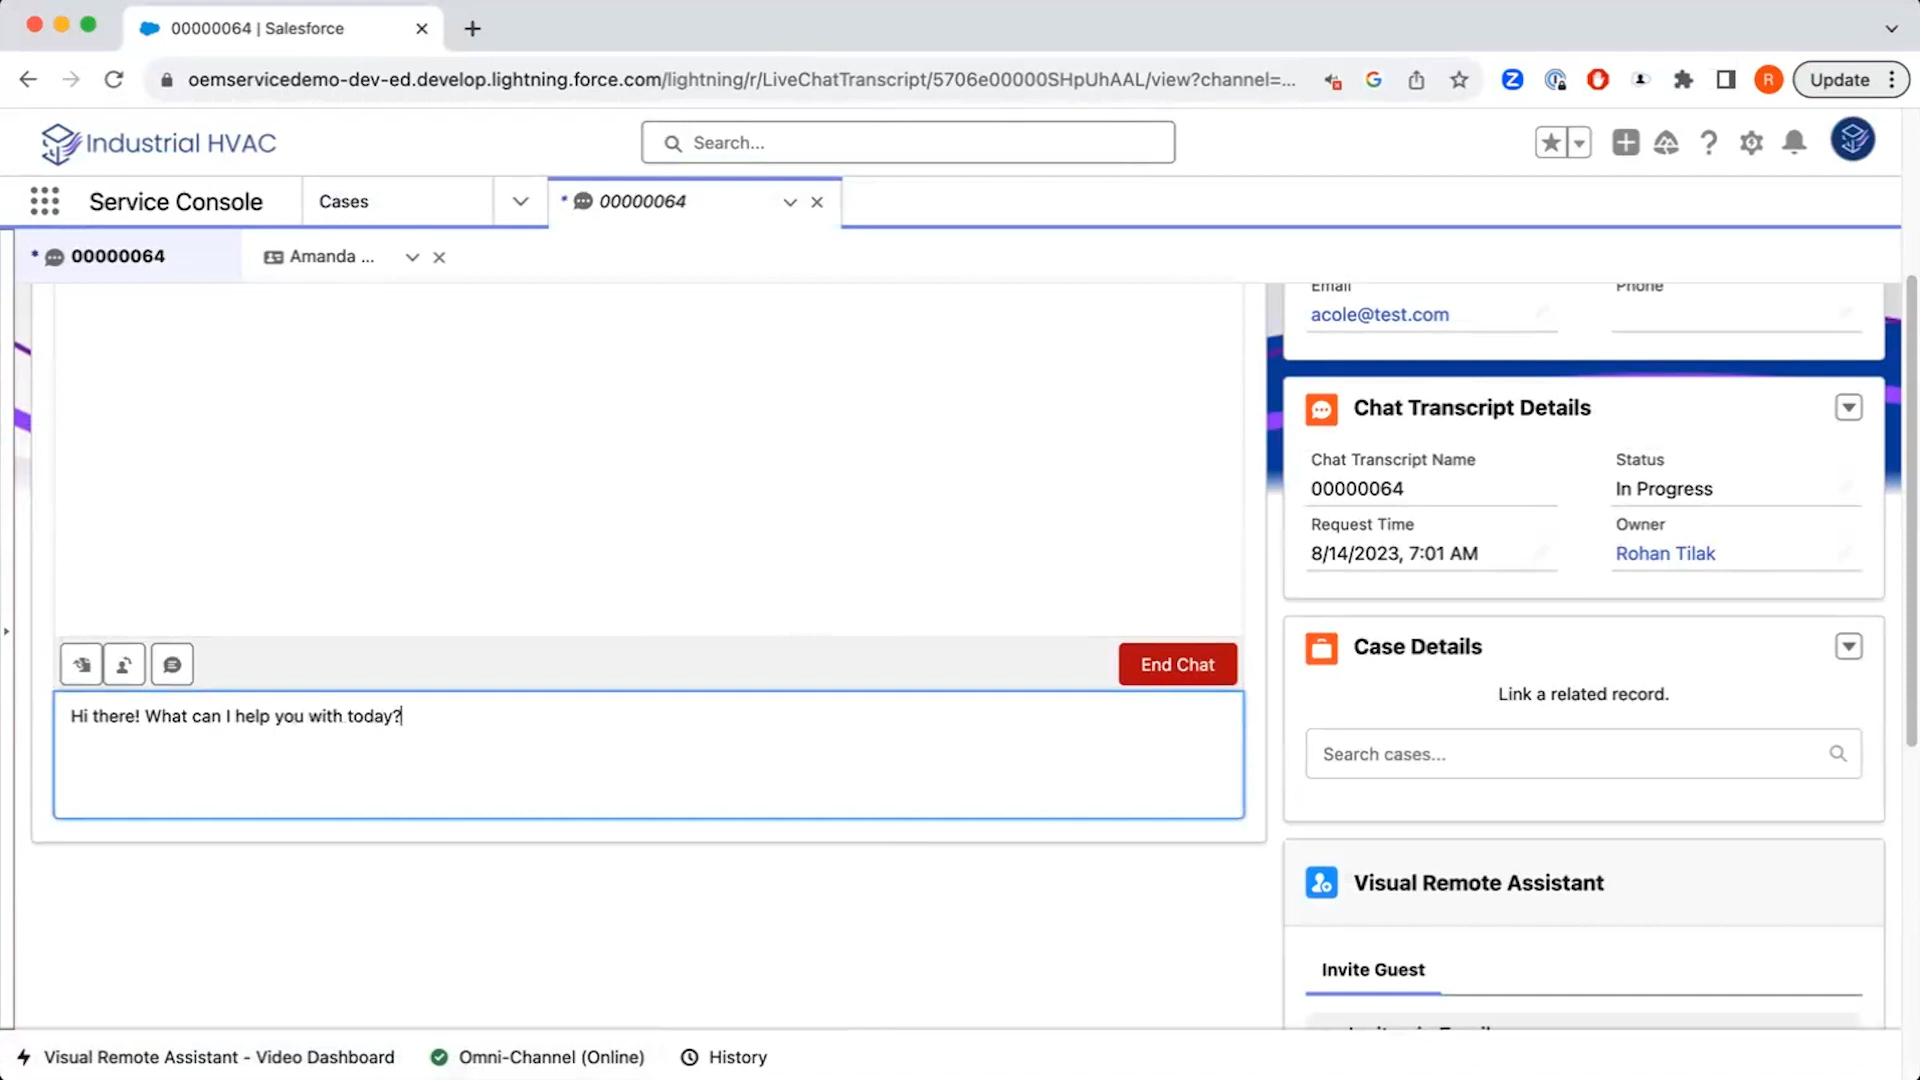 00000064 | Salesforce
oemservicedemo-dev-ed.develop.lightning.force.com/lightning/r/LiveChatTranscript/5706e00000SHpUhAAL/view?channel=...
R
Update
Industrial HVAC
Search...
Service Console
Cases
* 00000064
* 00000064
Amanda ...
Email
Phone
acole@test.com
Chat Transcript Details
Chat Transcript Name
Status
00000064
In Progress
Request Time
Owner
8/14/2023, 7:01 AM
Rohan Tilak
Case Details
Link a related record.
Search cases...
End Chat
Hi there! What can I help you with today?
Visual Remote Assistant
Invite Guest
Visual Remote Assistant - Video Dashboard
Omni-Channel (Online)
History